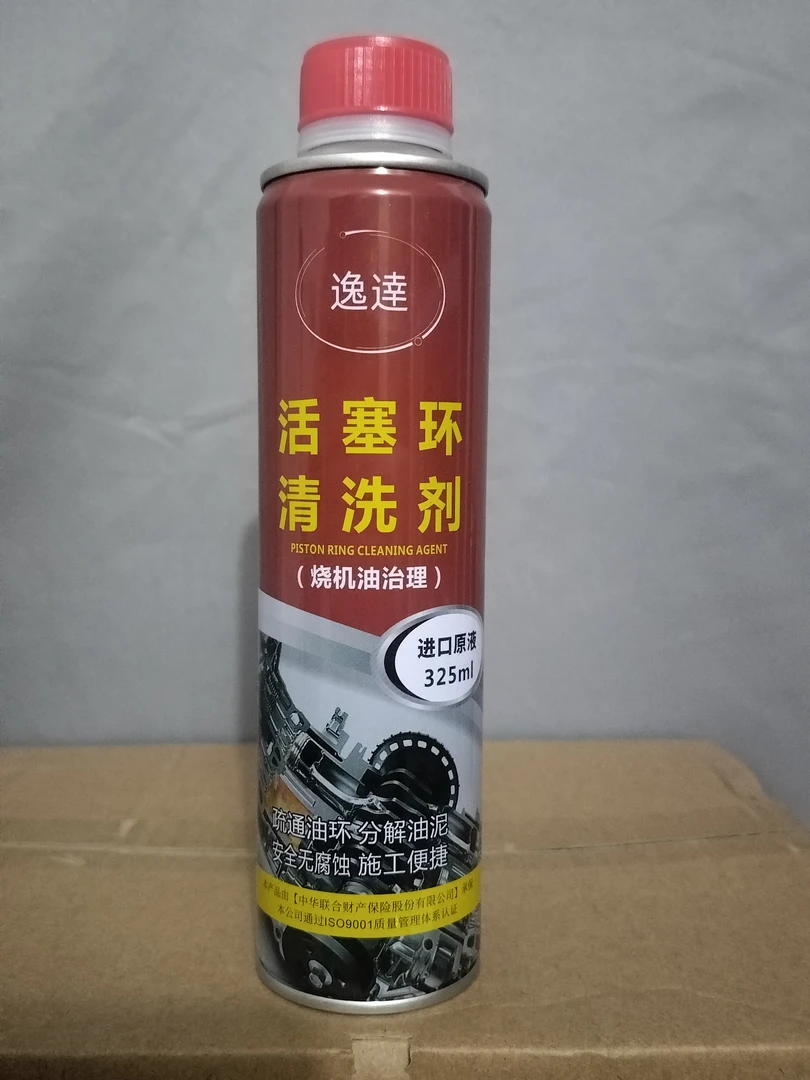 逸達
活塞环
清洗剂
PISTON RING CLEANING AGENT
（烧机油治理）
进口原液
325ml
疏通油环 分解油泥
安全无腐蚀 施工便捷
本产品由【中华联合财产保险股份有限公司】承保
本公司通过ISO9001质量管理体系认证